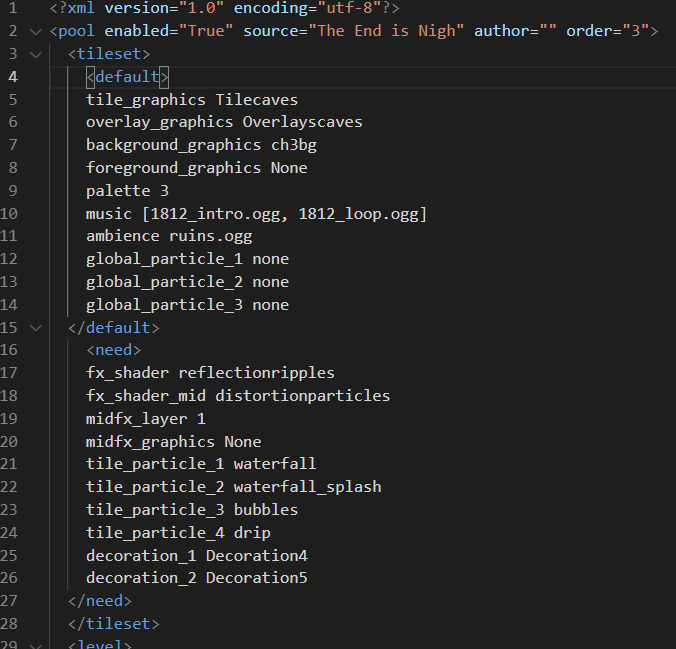 1 <?xml version="1.0" encoding="utf-8"?>
2 <pool enabled="True" source="The End is Nigh" author="" order="3">
3 <tileset>
4 <default>
5 tile_graphics Tilecaves
6 overlay_graphics Overlayscaves
7 background_graphics ch3bg
8 foreground_graphics None
9 palette 3
10 music [1812_intro.ogg, 1812_loop.ogg]
11 ambience ruins.ogg
12 global_particle_1 none
13 global_particle_2 none
14 global_particle_3 none
15 </default>
16 <need>
17 fx_shader reflectionripples
18 fx_shader_mid distortionparticles
19 midfx_layer 1
20 midfx_graphics None
21 tile_particle_1 waterfall
22 tile_particle_2 waterfall_splash
23 tile_particle_3 bubbles
24 tile_particle_4 drip
25 decoration_1 Decoration4
26 decoration_2 Decoration5
27 </need>
28 </tileset>
29 <level>